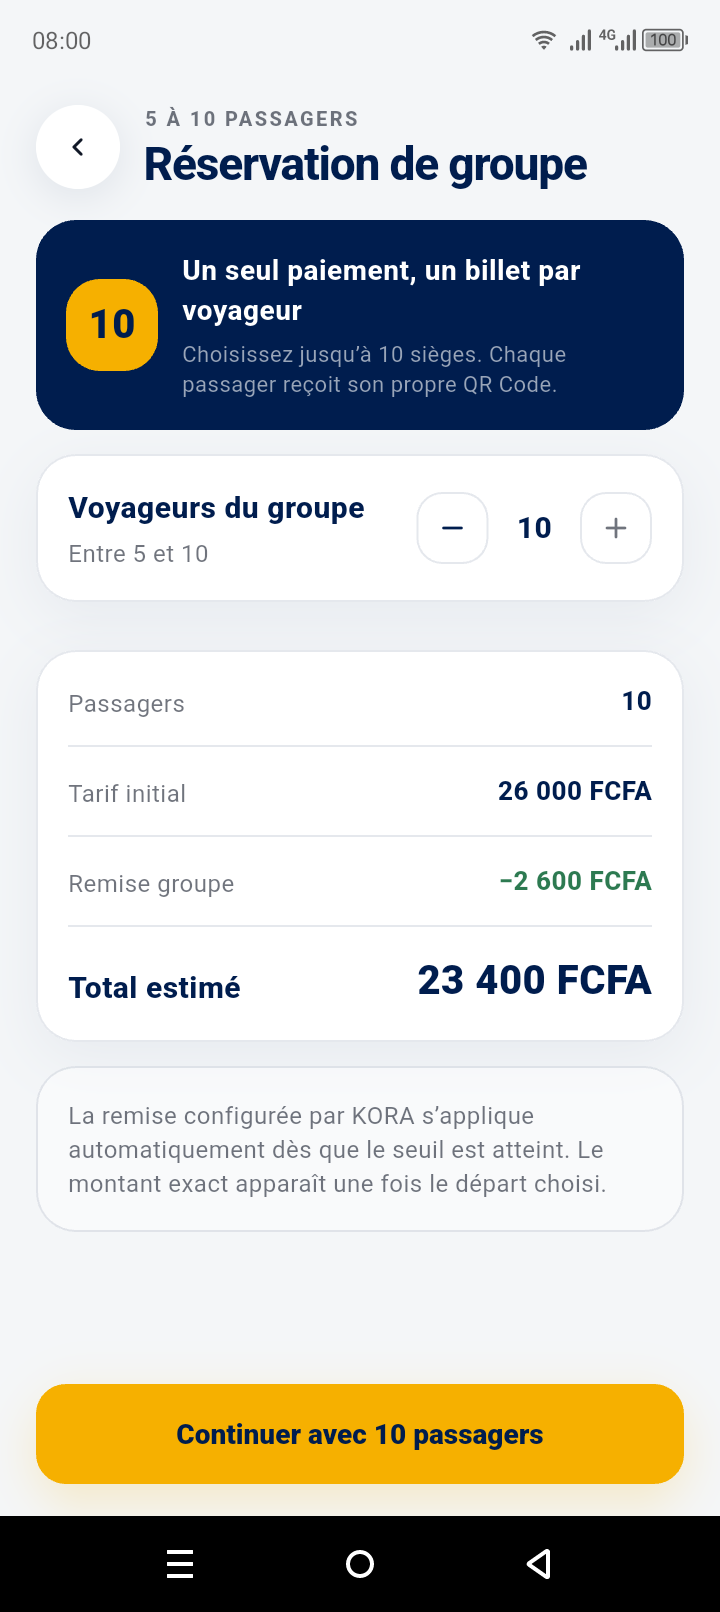 08:00
4G
100
5 À 10 PASSAGERS
Réservation de groupe
10
Un seul paiement, un billet par
voyageur
Choisissez jusqu’à 10 sièges. Chaque
passager reçoit son propre QR Code.
Voyageurs du groupe
Entre 5 et 10
− 10 +
Passagers 10
Tarif initial 26 000 FCFA
Remise groupe −2 600 FCFA
Total estimé 23 400 FCFA
La remise configurée par KORA s’applique
automatiquement dès que le seuil est atteint. Le
montant exact apparaît une fois le départ choisi.
Continuer avec 10 passagers